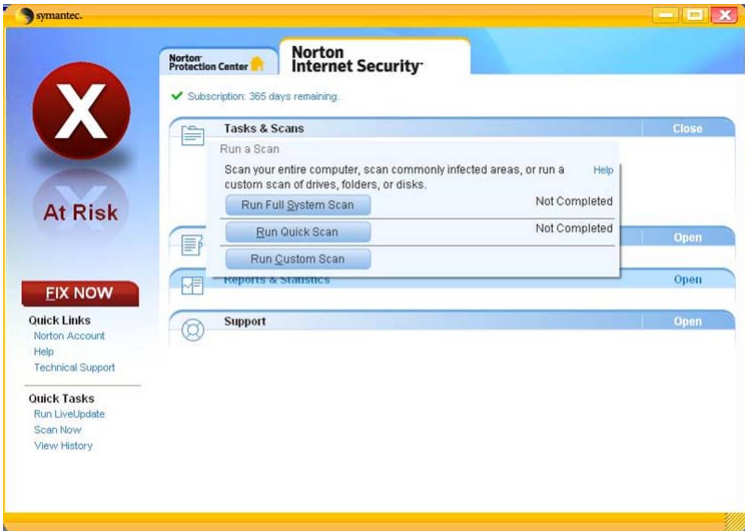 symantec.
Norton
Protection Center
Norton
Internet Security
Subscription: 365 days remaining.
X
At Risk
FIX NOW
Quick Links
Norton Account
Help
Technical Support
Quick Tasks
Run LiveUpdate
Scan Now
View History
Tasks & Scans Close
Run a Scan
Scan your entire computer, scan commonly infected areas, or run a Help
custom scan of drives, folders, or disks.
Run Full System Scan Not Completed
Run Quick Scan Not Completed
Run Custom Scan
Open
Reports & Statistics Open
Support Open